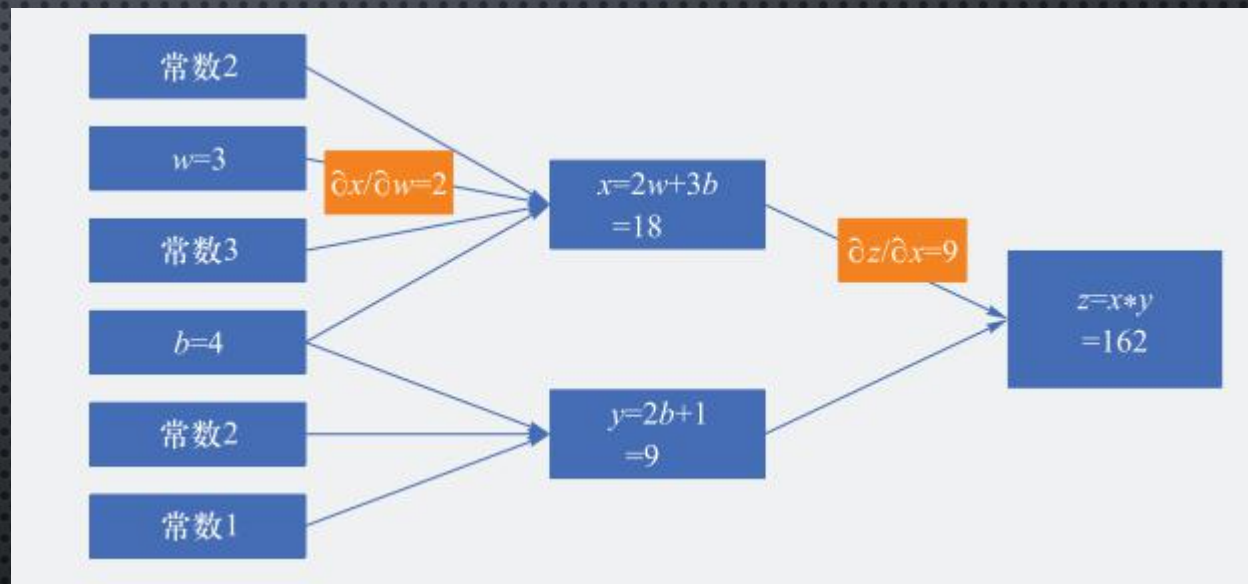 常数2
w=3
∂x/∂w=2
常数3
b=4
常数2
常数1
x=2w+3b
=18
y=2b+1
=9
∂z/∂x=9
z=x*y
=162